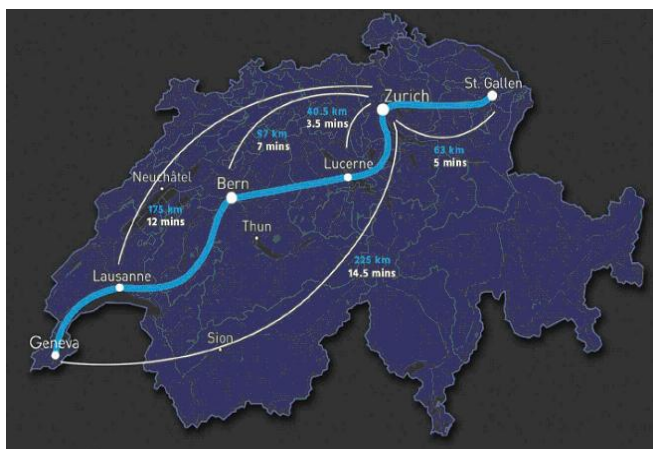 St. Gallen
Zurich
40.5 km
3.5 mins
97 km
7 mins
63 km
5 mins
Lucerne
Neuchâtel
Bern
175 km
12 mins
Thun
225 km
14.5 mins
Lausanne
Sion
Geneva